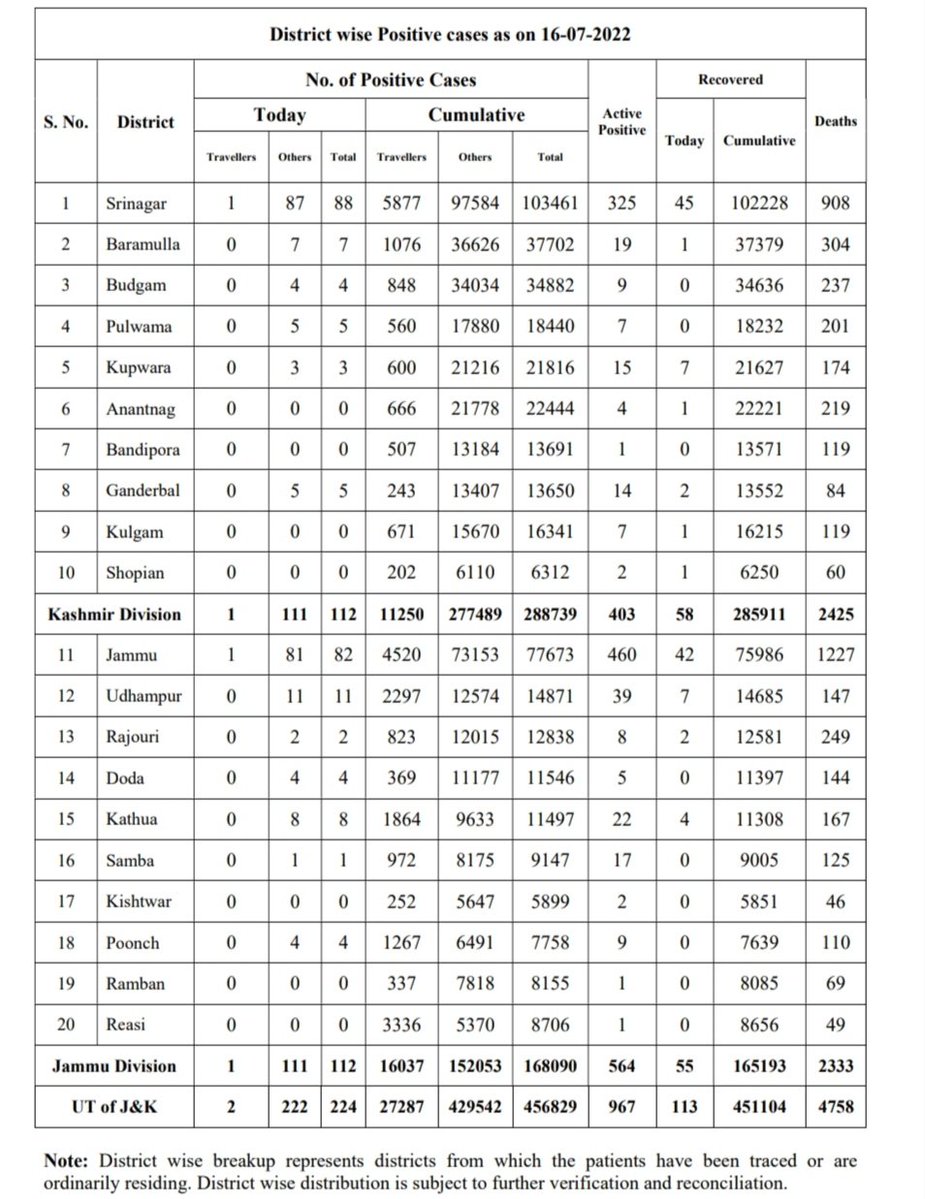 District wise Positive cases as on 16-07-2022
S. No. District No. of Positive Cases Active Positive Recovered Deaths
Today Cumulative Today Cumulative
Travellers Others Total Travellers Others Total
1 Srinagar 1 87 88 5877 97584 103461 325 45 102228 908
2 Baramulla 0 7 7 1076 36626 37702 19 1 37379 304
3 Budgam 0 4 4 848 34034 34882 9 0 34636 237
4 Pulwama 0 5 5 560 17880 18440 7 0 18232 201
5 Kupwara 0 3 3 600 21216 21816 15 7 21627 174
6 Anantnag 0 0 0 666 21778 22444 4 1 22221 219
7 Bandipora 0 0 0 507 13184 13691 1 0 13571 119
8 Ganderbal 0 5 5 243 13407 13650 14 2 13552 84
9 Kulgam 0 0 0 671 15670 16341 7 1 16215 119
10 Shopian 0 0 0 202 6110 6312 2 1 6250 60
Kashmir Division 1 111 112 11250 277489 288739 403 58 285911 2425
11 Jammu 1 81 82 4520 73153 77673 460 42 75986 1227
12 Udhampur 0 11 11 2297 12574 14871 39 7 14685 147
13 Rajouri 0 2 2 823 12015 12838 8 2 12581 249
14 Doda 0 4 4 369 11177 11546 5 0 11397 144
15 Kathua 0 8 8 1864 9633 11497 22 4 11308 167
16 Samba 0 1 1 972 8175 9147 17 0 9005 125
17 Kishtwar 0 0 0 252 5647 5899 2 0 5851 46
18 Poonch 0 4 4 1267 6491 7758 9 0 7639 110
19 Ramban 0 0 0 337 7818 8155 1 0 8085 69
20 Reasi 0 0 0 3336 5370 8706 1 0 8656 49
Jammu Division 1 111 112 16037 152053 168090 564 55 165193 2333
UT of J&K 2 222 224 27287 429542 456829 967 113 451104 4758
Note: District wise breakup represents districts from which the patients have been traced or are
ordinarily residing. District wise distribution is subject to further verification and reconciliation.